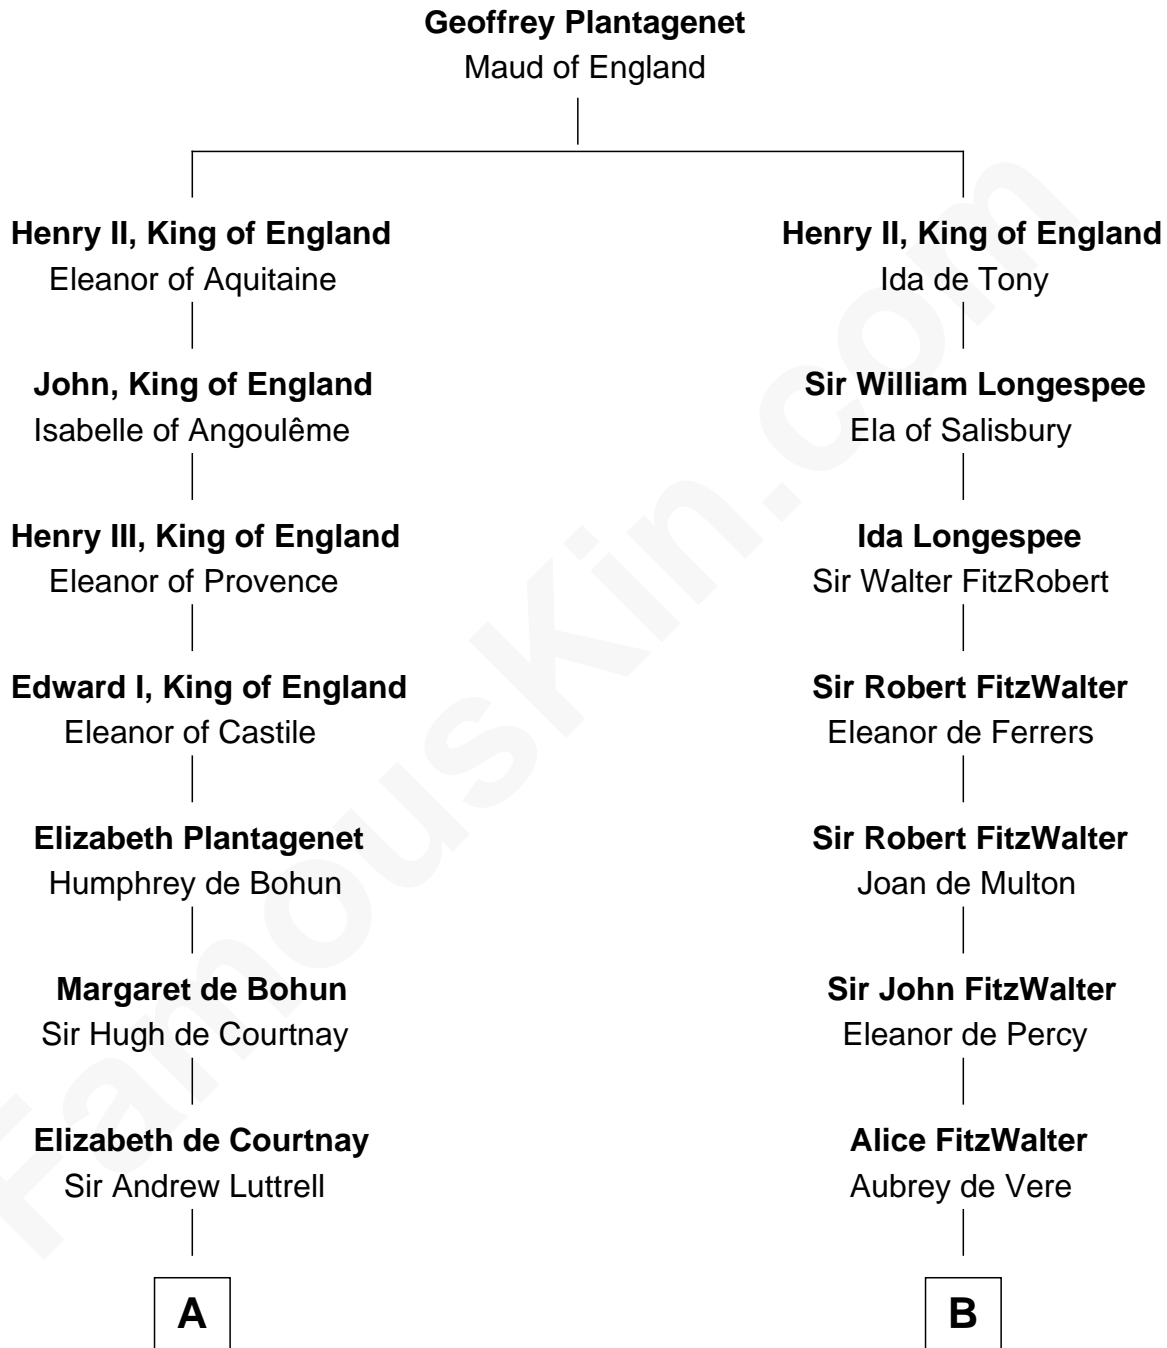 Geoffrey Plantagenet
Maud of England
Henry II, King of England
Eleanor of Aquitaine
John, King of England
Isabelle of Angoulême
Henry III, King of England
Eleanor of Provence
Edward I, King of England
Eleanor of Castile
Elizabeth Plantagenet
Humphrey de Bohun
Margaret de Bohun
Sir Hugh de Courtnay
Elizabeth de Courtnay
Sir Andrew Luttrell
A
Henry II, King of England
Ida de Tony
Sir William Longespee
Ela of Salisbury
Ida Longespee
Sir Walter FitzRobert
Sir Robert FitzWalter
Eleanor de Ferrers
Sir Robert FitzWalter
Joan de Multon
Sir John FitzWalter
Eleanor de Percy
Alice FitzWalter
Aubrey de Vere
B
FamousKin.com